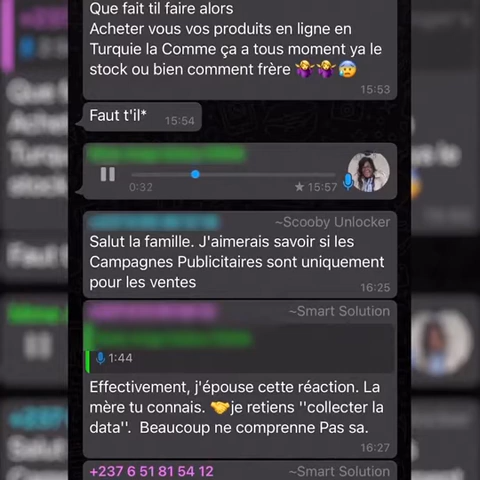 Que fait til faire alors
Acheter vous vos produits en ligne en
Turquie la Comme ça a tous moment ya le
stock ou bien comment frère 🤷‍♀️🤷‍♀️😰
15:53
Faut t'il*
15:54
0:32
★ 15:57
~Scooby Unlocker
Salut la famille. J'aimerais savoir si les
Campagnes Publicitaires sont uniquement
pour les ventes
16:25
~Smart Solution
1:44
Effectivement, j'épouse cette réaction. La
mère tu connais. 🤝je retiens ''collecter la
data''. Beaucoup ne comprenne Pas sa.
16:27
+237 6 51 81 54 12
~Smart Solution